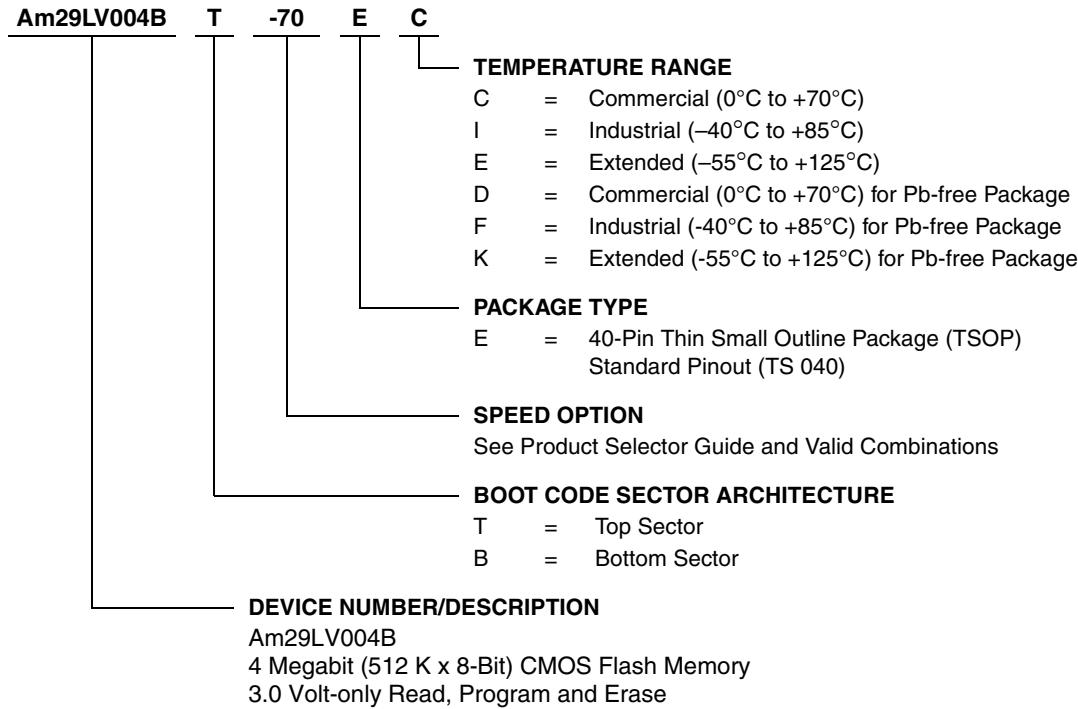 Am29LV004B T -70 E C
TEMPERATURE RANGE
C = Commercial (0°C to +70°C)
I = Industrial (–40°C to +85°C)
E = Extended (–55°C to +125°C)
D = Commercial (0°C to +70°C) for Pb-free Package
F = Industrial (-40°C to +85°C) for Pb-free Package
K = Extended (-55°C to +125°C) for Pb-free Package
PACKAGE TYPE
E = 40-Pin Thin Small Outline Package (TSOP)
Standard Pinout (TS 040)
SPEED OPTION
See Product Selector Guide and Valid Combinations
BOOT CODE SECTOR ARCHITECTURE
T = Top Sector
B = Bottom Sector
DEVICE NUMBER/DESCRIPTION
Am29LV004B
4 Megabit (512 K x 8-Bit) CMOS Flash Memory
3.0 Volt-only Read, Program and Erase